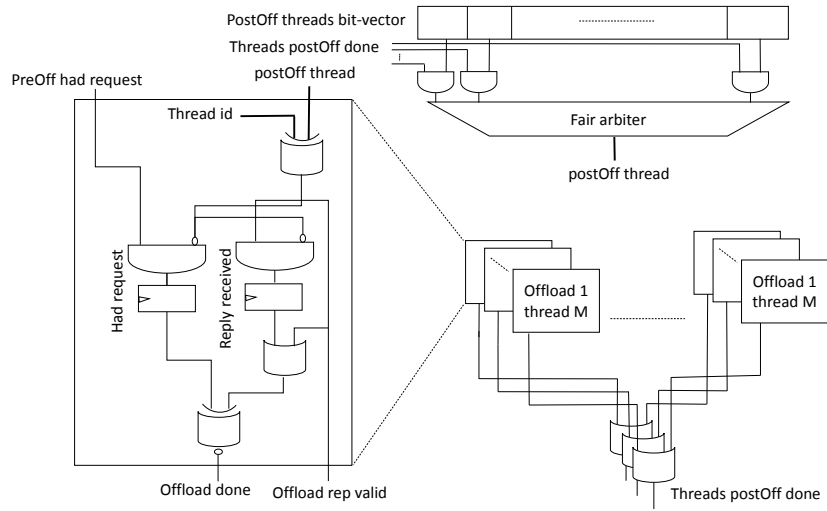 PostOff threads bit-vector
Threads postOff done
postOff thread
PreOff had request
Thread id
Fair arbiter
postOff thread
Had request
Reply received
Offload 1
thread M
Offload 1
thread M
Offload done
Offload rep valid
Threads postOff done